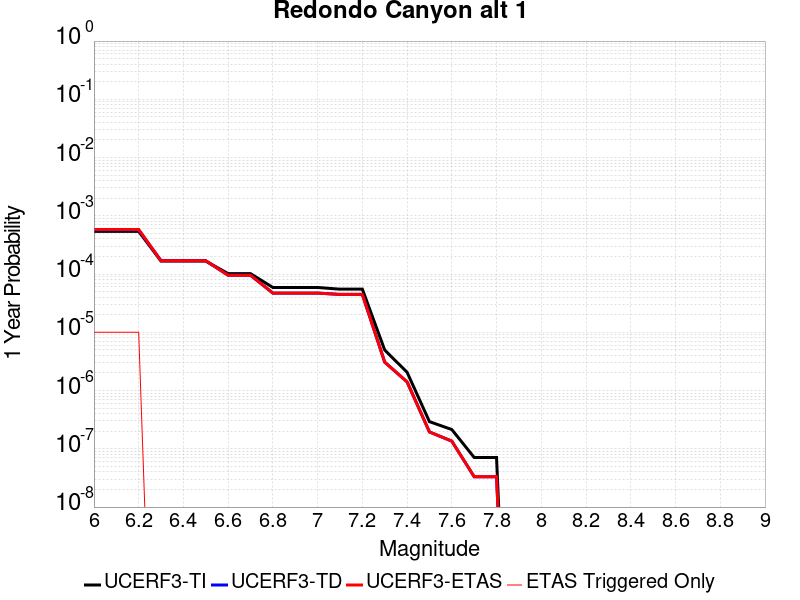 Redondo Canyon alt 1
10^0
10^-1
10^-2
10^-3
10^-4
10^-5
10^-6
10^-7
10^-8
1 Year Probability
6 6.2 6.4 6.6 6.8 7 7.2 7.4 7.6 7.8 8 8.2 8.4 8.6 8.8 9
Magnitude
UCERF3-TI UCERF3-TD UCERF3-ETAS ETAS Triggered Only